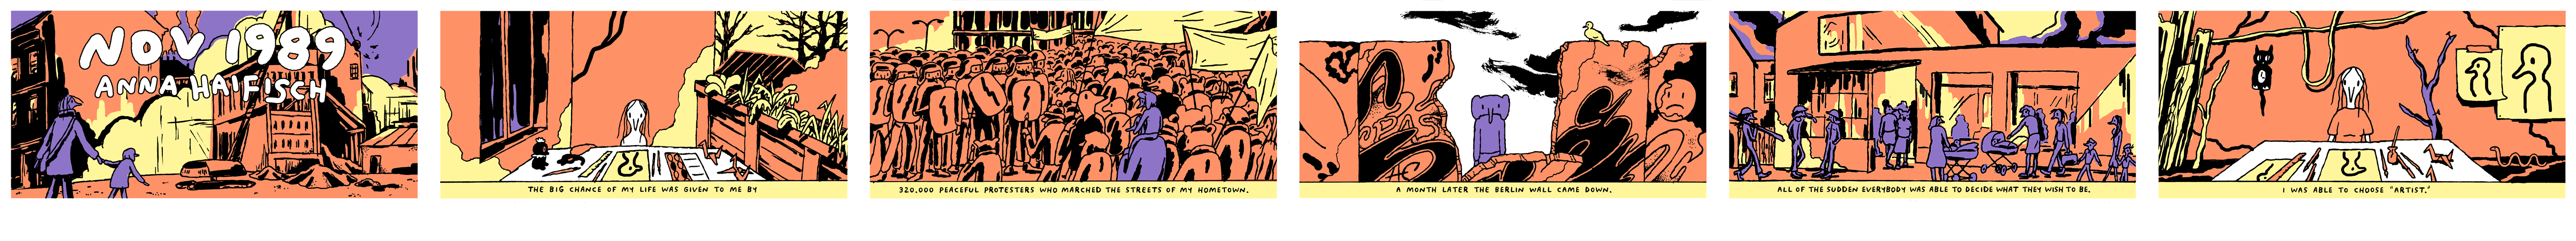 NOV 1989
ANNA HAIFISCH
THE BIG CHANCE OF MY LIFE WAS GIVEN TO ME BY
320.000 PEACEFUL PROTESTERS WHO MARCHED THE STREETS OF MY HOMETOWN.
A MONTH LATER THE BERLIN WALL CAME DOWN.
ALL OF THE SUDDEN EVERYBODY WAS ABLE TO DECIDE WHAT THEY WISH TO BE.
I WAS ABLE TO CHOOSE "ARTIST."